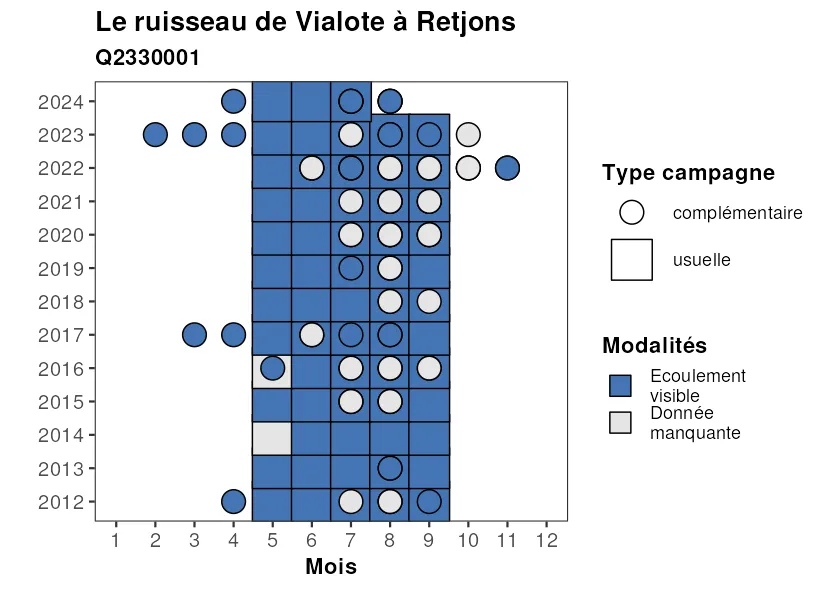 Le ruisseau de Vialote à Retjons
Q2330001
2024
2023
2022
2021
2020
2019
2018
2017
2016
2015
2014
2013
2012
1 2 3 4 5 6 7 8 9 10 11 12
Mois
Type campagne
complémentaire
usuelle
Modalités
Ecoulement
visible
Donnée
manquante